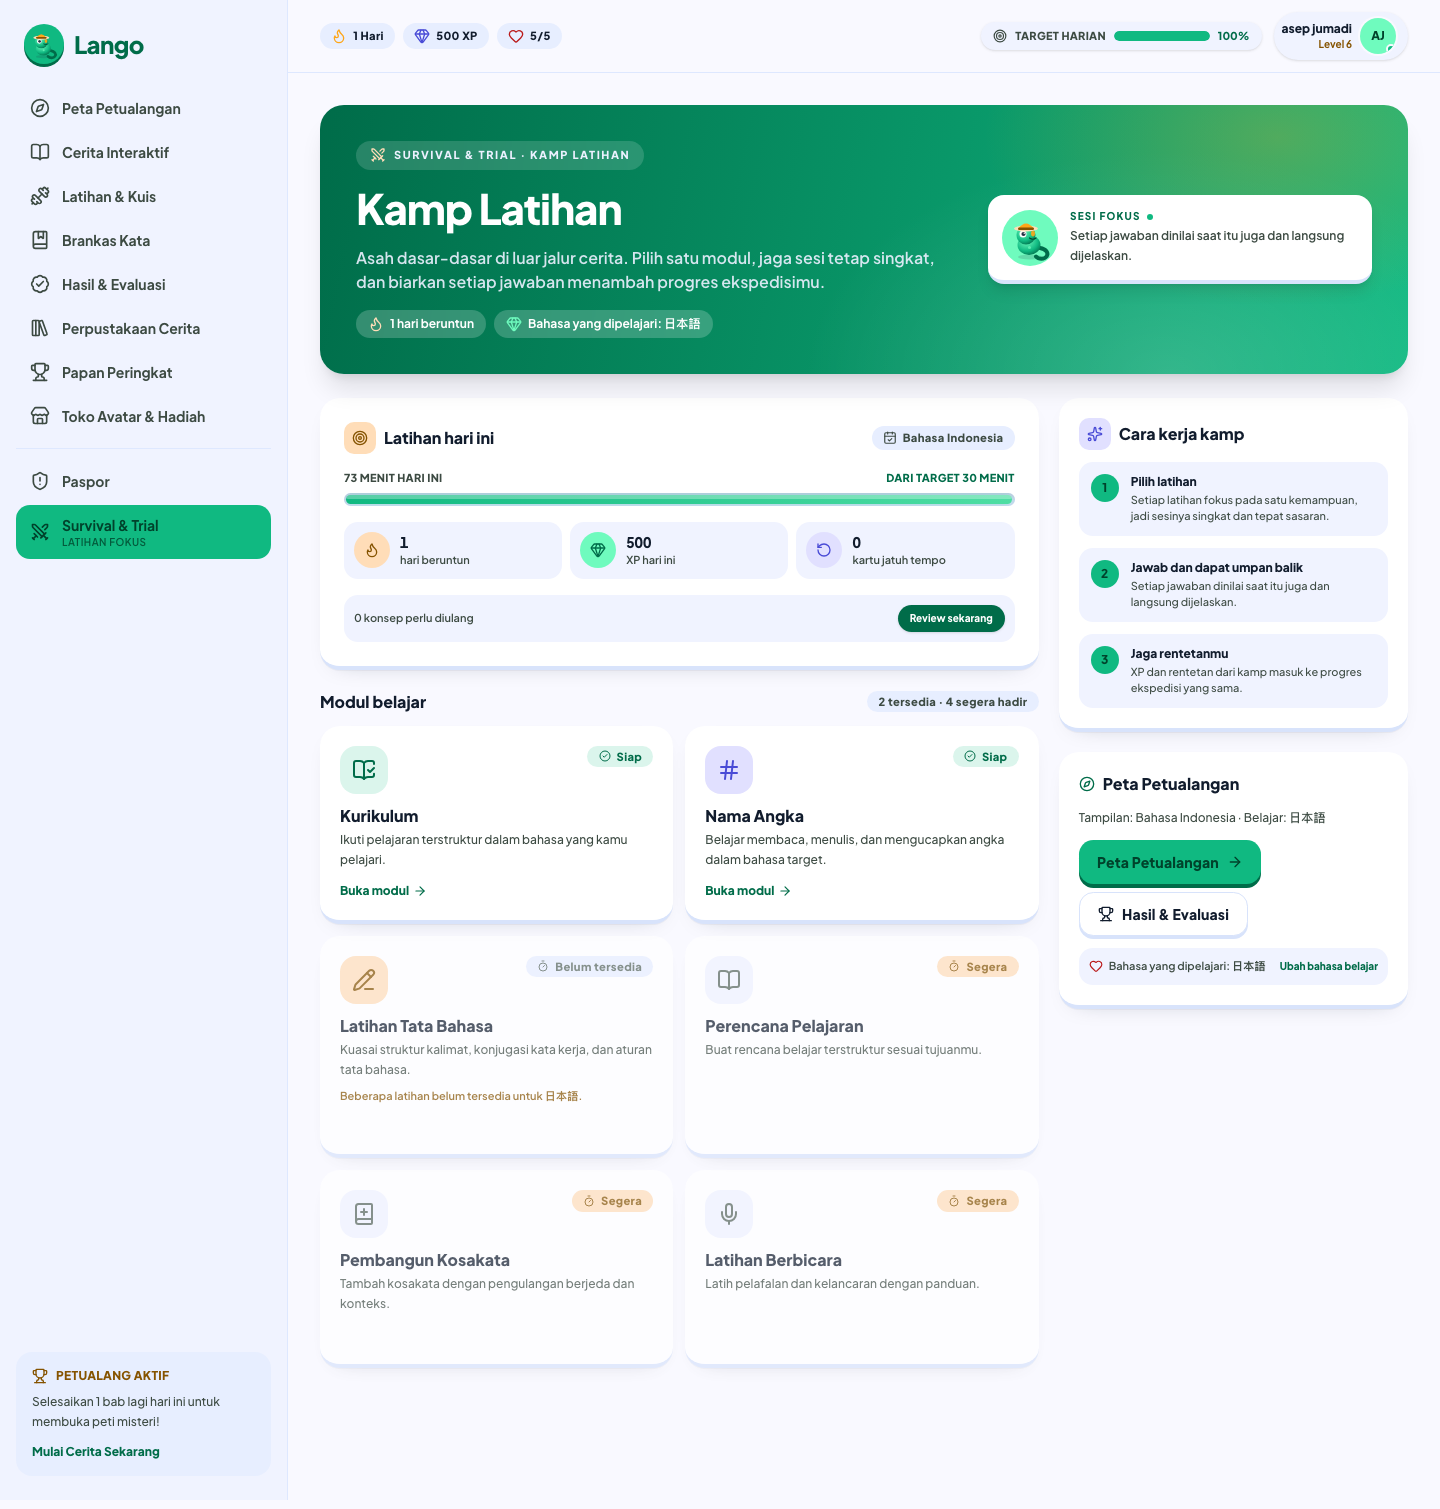 Lango
Peta Petualangan
Cerita Interaktif
Latihan & Kuis
Brankas Kata
Hasil & Evaluasi
Perpustakaan Cerita
Papan Peringkat
Toko Avatar & Hadiah
Paspor
Survival & Trial
LATIHAN FOKUS
PETUALANG AKTIF
Selesaikan 1 bab lagi hari ini untuk
membuka peti misteri!
Mulai Cerita Sekarang
1 Hari
500 XP
5/5
TARGET HARIAN
100%
asep jumadi
Level 6
AJ
SURVIVAL & TRIAL · KAMP LATIHAN
Kamp Latihan
Asah dasar-dasar di luar jalur cerita. Pilih satu modul, jaga sesi tetap singkat,
dan biarkan setiap jawaban menambah progres ekspedisimu.
1 hari beruntun
Bahasa yang dipelajari: 日本語
SESI FOKUS
Setiap jawaban dinilai saat itu juga dan langsung
dijelaskan.
Latihan hari ini
Bahasa Indonesia
73 MENIT HARI INI
DARI TARGET 30 MENIT
1
hari beruntun
500
XP hari ini
0
kartu jatuh tempo
0 konsep perlu diulang
Review sekarang
Modul belajar
2 tersedia · 4 segera hadir
Siap
Kurikulum
Ikuti pelajaran terstruktur dalam bahasa yang kamu
pelajari.
Buka modul
Siap
Nama Angka
Belajar membaca, menulis, dan mengucapkan angka
dalam bahasa target.
Buka modul
Belum tersedia
Latihan Tata Bahasa
Kuasai struktur kalimat, konjugasi kata kerja, dan aturan
tata bahasa.
Beberapa latihan belum tersedia untuk 日本語.
Segera
Perencana Pelajaran
Buat rencana belajar terstruktur sesuai tujuanmu.
Segera
Pembangun Kosakata
Tambah kosakata dengan pengulangan berjeda dan
konteks.
Segera
Latihan Berbicara
Latih pelafalan dan kelancaran dengan panduan.
Cara kerja kamp
1
Pilih latihan
Setiap latihan fokus pada satu kemampuan,
jadi sesinya singkat dan tepat sasaran.
2
Jawab dan dapat umpan balik
Setiap jawaban dinilai saat itu juga dan
langsung dijelaskan.
3
Jaga rentetanmu
XP dan rentetan dari kamp masuk ke progres
ekspedisi yang sama.
Peta Petualangan
Tampilan: Bahasa Indonesia · Belajar: 日本語
Peta Petualangan
Hasil & Evaluasi
Bahasa yang dipelajari: 日本語
Ubah bahasa belajar